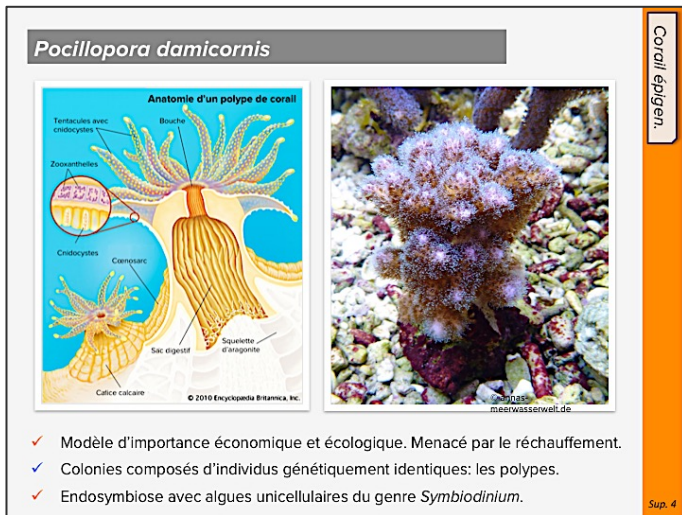 Pocillopora damicornis
Corail épigen.
Anatomie d'un polype de corail
Tentacules avec
cnidocystes
Bouche
Zooxanthelles
Cnidocystes
Cœnosarc
Sac digestif
Squelette
d'aragonite
Calice calcaire
© 2010 Encyclopædia Britannica, Inc.
meerwasserwelt.de
✓ Modèle d'importance économique et écologique. Menacé par le réchauffement.
✓ Colonies composés d'individus génétiquement identiques: les polypes.
✓ Endosymbiose avec algues unicellulaires du genre Symbiodinium.
Sup. 4